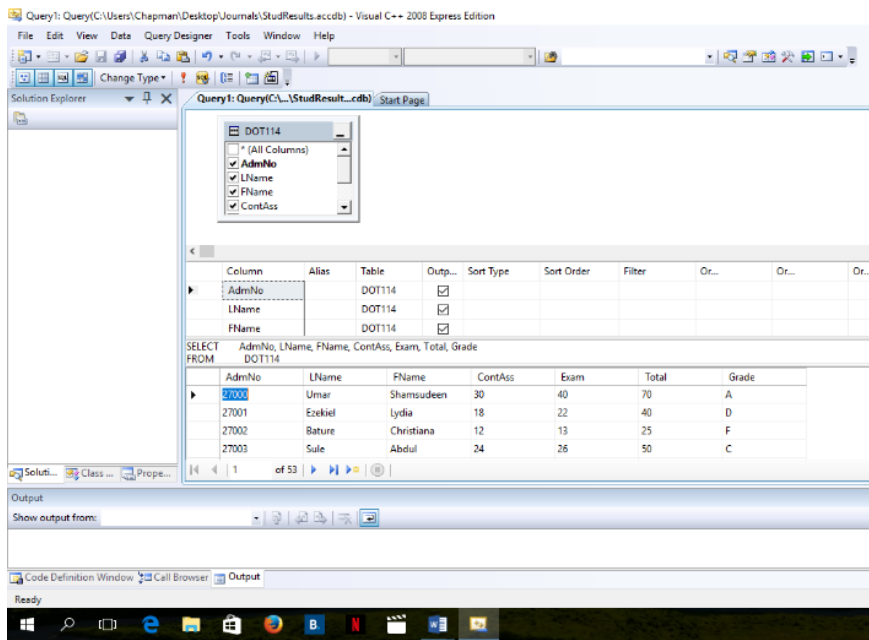 Query1: Query(C:\Users\Chapman\Desktop\Journals\StudResults.accdb) - Visual C++ 2008 Express Edition
File Edit View Data Query Designer Tools Window Help
Change Type
Solution Explorer
Query1: Query(C:\...\StudResult...cdb) Start Page
DOT114
* (All Columns)
AdmNo
LName
FName
ContAss
Column Alias Table Outp... Sort Type Sort Order Filter Or... Or... Or...
AdmNo DOT114
LName DOT114
FName DOT114
SELECT AdmNo, LName, FName, ContAss, Exam, Total, Grade
FROM DOT114
AdmNo LName FName ContAss Exam Total Grade
27000 Umar Shamsudeen 30 40 70 A
27001 Ezekiel Lydia 18 22 40 D
27002 Bature Christiana 12 13 25 F
27003 Sule Abdul 24 26 50 C
1 of 53
Soluti... Class ... Prope...
Output
Show output from:
Code Definition Window Call Browser Output
Ready
B. N W